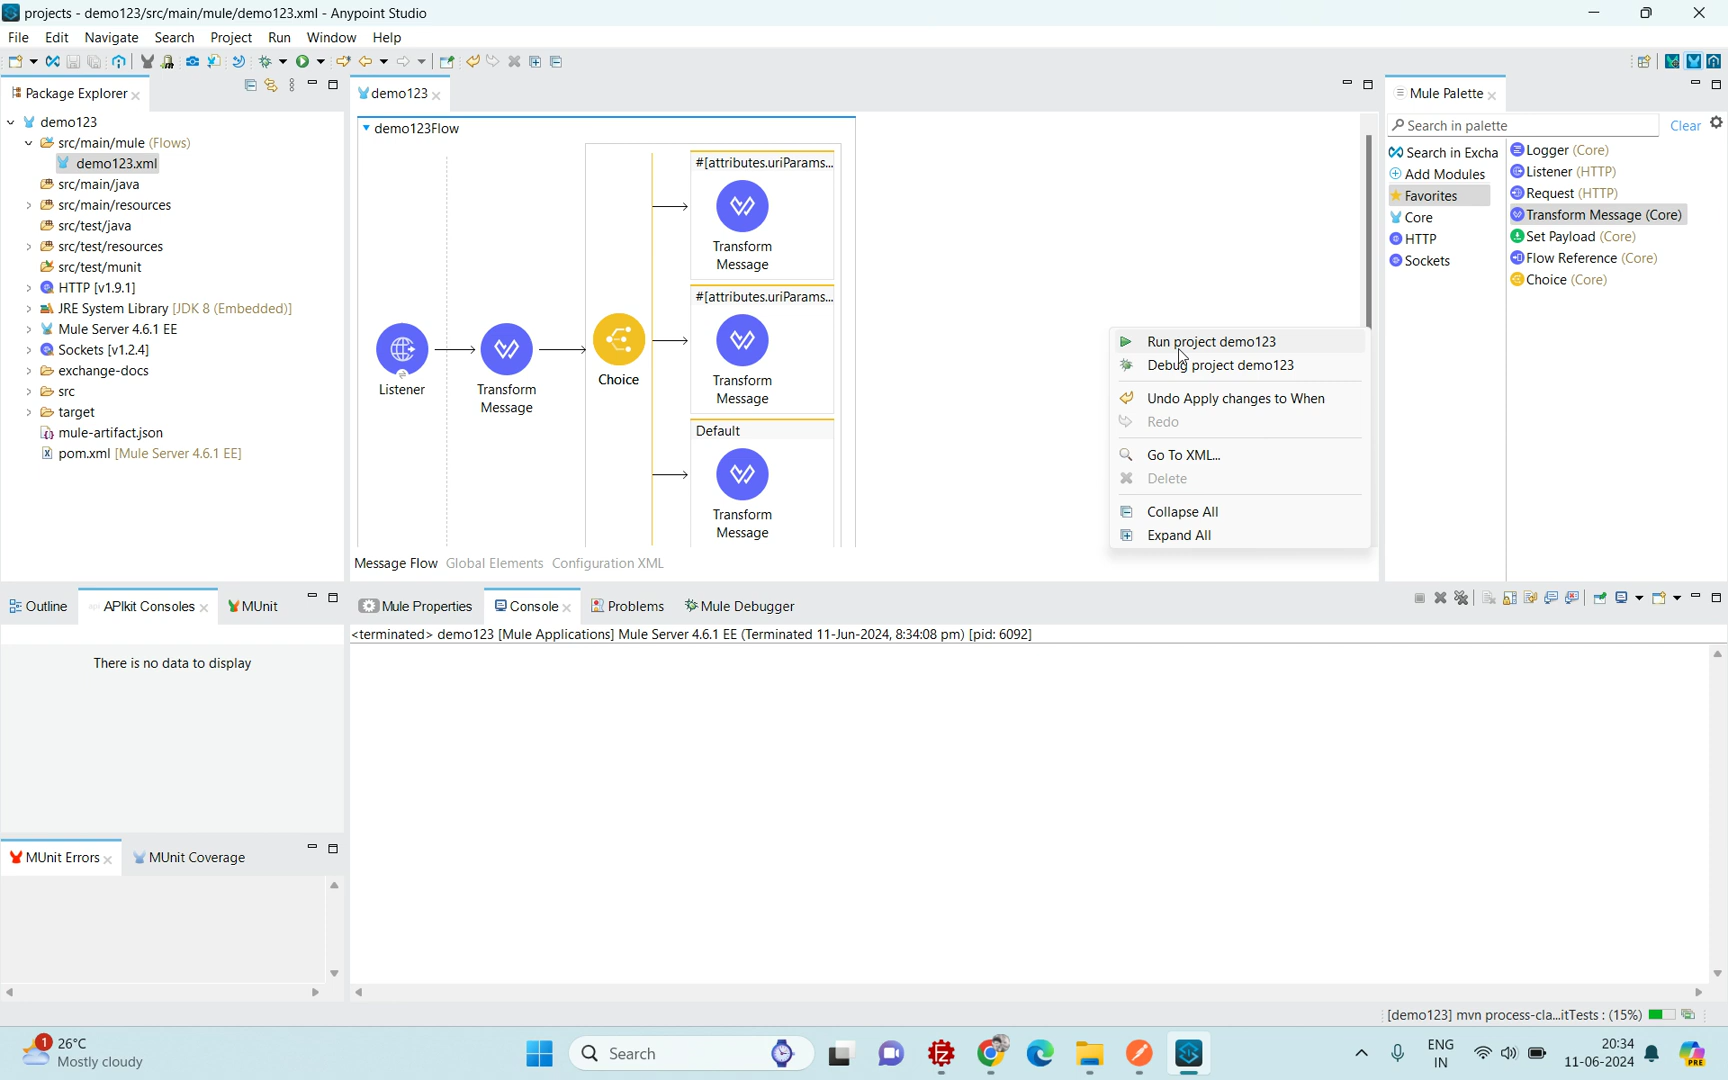 projects - demo123/src/main/mule/demo123.xml - Anypoint Studio
File Edit Navigate Search Project Run Window Help
Package Explorer
demo123
src/main/mule (Flows)
demo123.xml
src/main/java
src/main/resources
src/test/java
src/test/resources
src/test/munit
HTTP [v1.9.1]
JRE System Library [JDK 8 (Embedded)]
Mule Server 4.6.1 EE
Sockets [v1.2.4]
exchange-docs
src
target
mule-artifact.json
pom.xml [Mule Server 4.6.1 EE]
demo123
demo123Flow
Listener
Transform
Message
Choice
#[attributes.uriParams...
Transform
Message
#[attributes.uriParams...
Transform
Message
Default
Transform
Message
Message Flow Global Elements Configuration XML
Run project demo123
Debug project demo123
Undo Apply changes to When
Redo
Go To XML...
Delete
Collapse All
Expand All
Mule Palette
Search in palette Clear
Search in Excha
Add Modules
Favorites
Core
HTTP
Sockets
Logger (Core)
Listener (HTTP)
Request (HTTP)
Transform Message (Core)
Set Payload (Core)
Flow Reference (Core)
Choice (Core)
Outline APIkit Consoles MUnit
There is no data to display
MUnit Errors MUnit Coverage
Mule Properties Console Problems Mule Debugger
<terminated> demo123 [Mule Applications] Mule Server 4.6.1 EE (Terminated 11-Jun-2024, 8:34:08 pm) [pid: 6092]
[demo123] mvn process-cla...itTests : (15%)
1
26°C
Mostly cloudy
Search
ENG
IN
20:34
11-06-2024
PRE